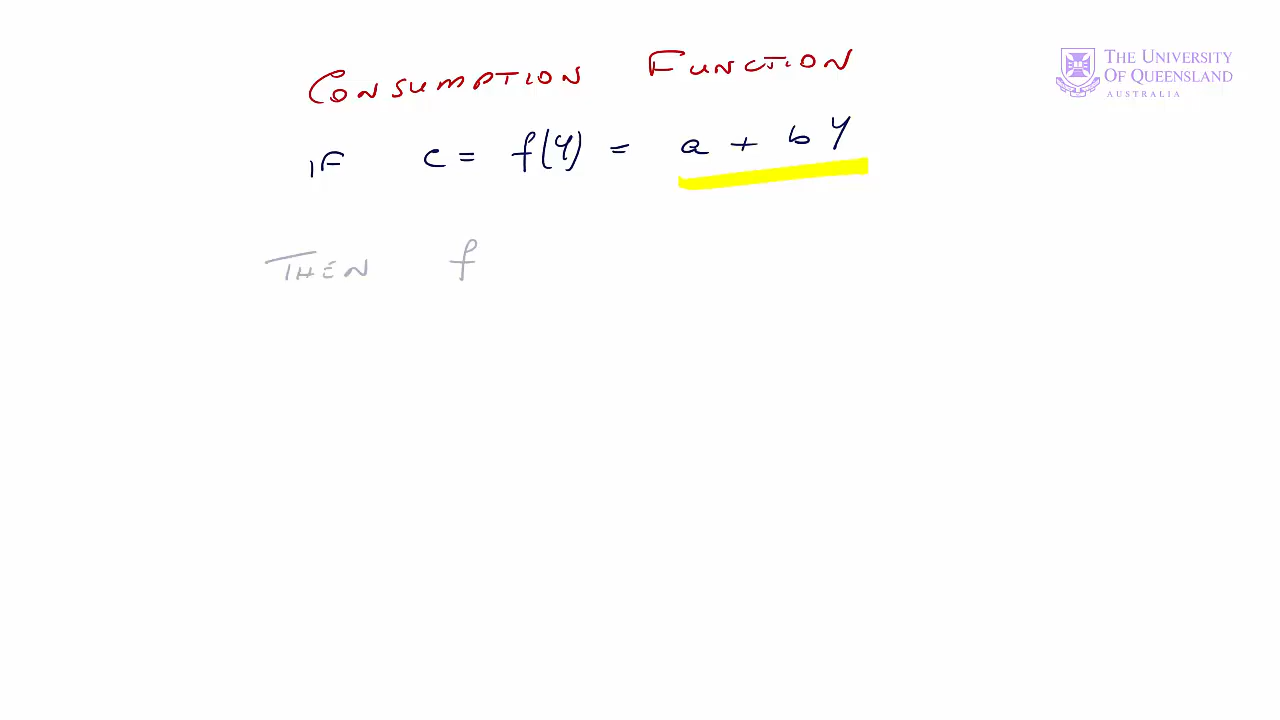 CONSUMPTION FUNCTION
THE UNIVERSITY
OF QUEENSLAND
AUSTRALIA
IF C = f(Y) = a + bY
THEN f